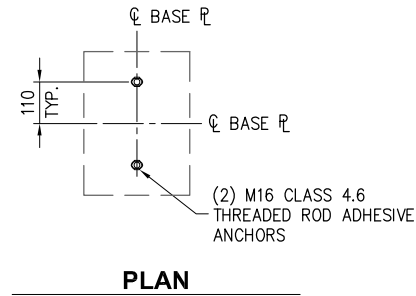 ℄ BASE ⅊
110
TYP.
℄ BASE ⅊
(2) M16 CLASS 4.6
THREADED ROD ADHESIVE
ANCHORS
PLAN